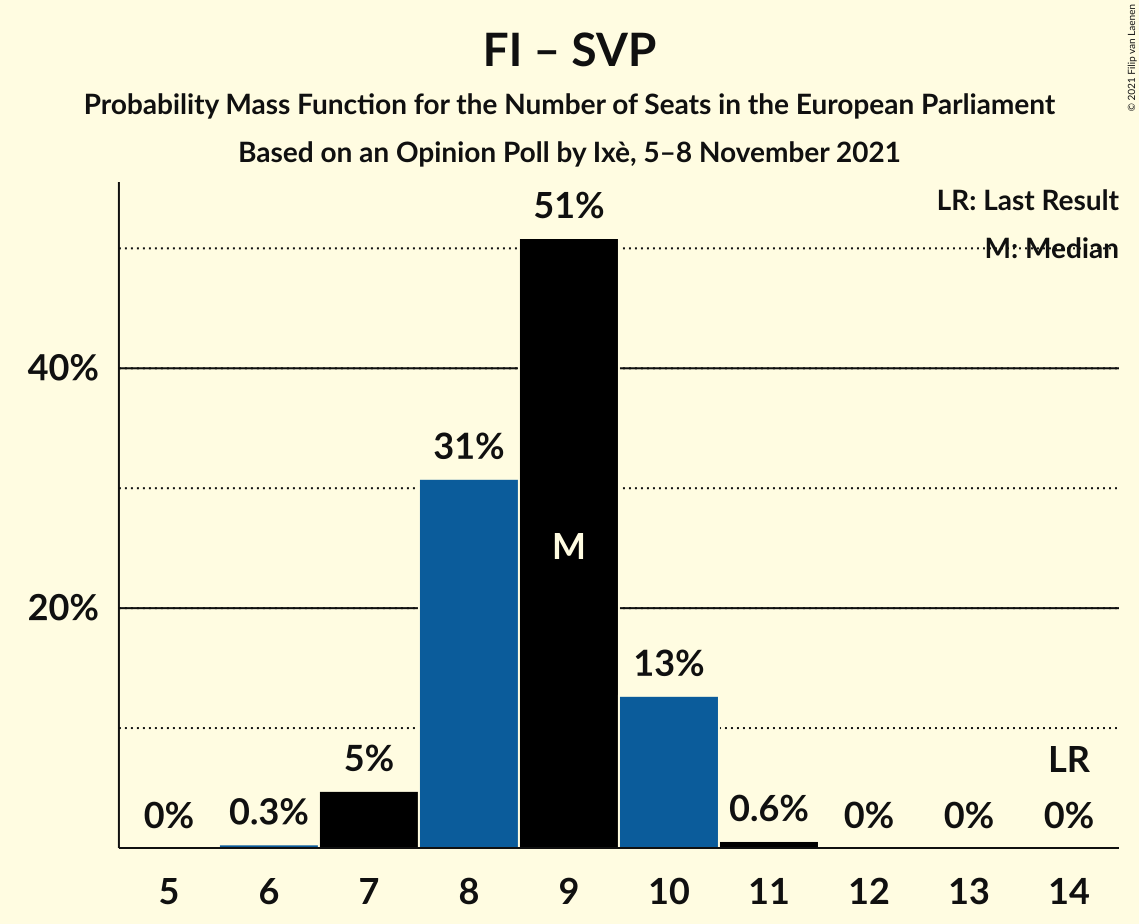 FI – SVP
Probability Mass Function for the Number of Seats in the European Parliament
Based on an Opinion Poll by Ixè, 5–8 November 2021
© 2021 Filip van Laenen
LR: Last Result
M: Median
51%
40%
31%
M
20%
13%
5%
LR
0% 0.3% 0.6% 0% 0% 0%
5 6 7 8 9 10 11 12 13 14